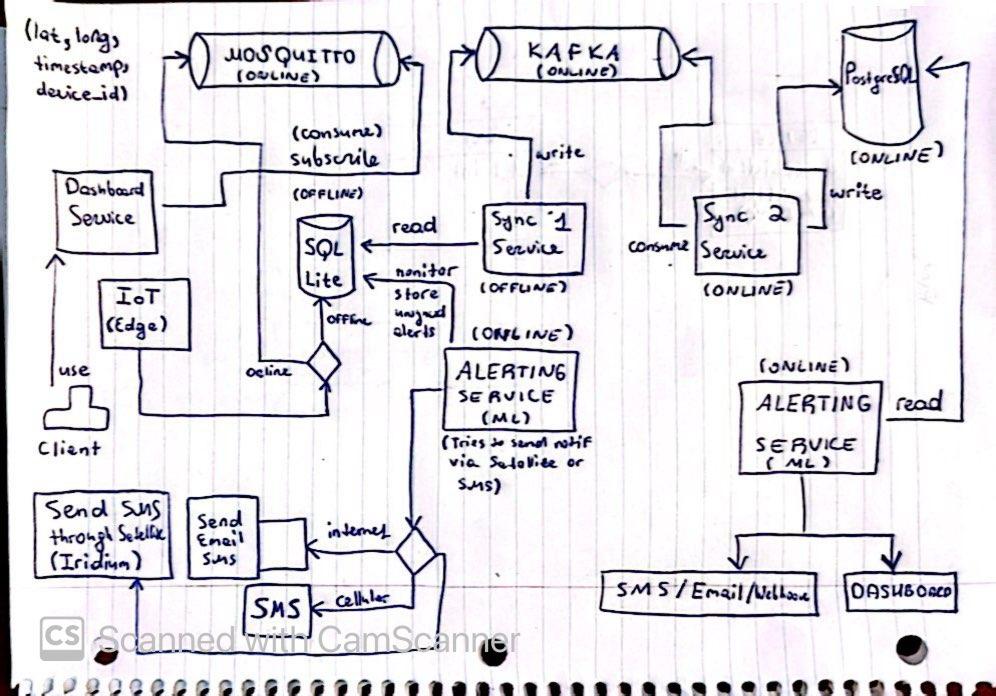 (lat, long,
timestamp,
device_id)
MOSQUITTO
(ONLINE)
KAFKA
(ONLINE)
PostgreSQL
(ONLINE)
(consume)
subscribe
write
write
Dashboard
Service
(OFFLINE)
SQL
Lite
read
Sync 1
Service
(OFFLINE)
consume
Sync 2
Service
(ONLINE)
monitor
store
alerts
IoT
(Edge)
offline
online
use
Client
ALERTING
SERVICE
(ML)
(Tries to send notif
via Satellite or
SMS)
(ONLINE)
ALERTING
SERVICE
(ML)
read
Send SMS
through Satellite
(Iridium)
Send
Email
SMS
internet
SMS
cellular
SMS/Email/Webhook
DASHBOARD
CS Scanned with CamScanner